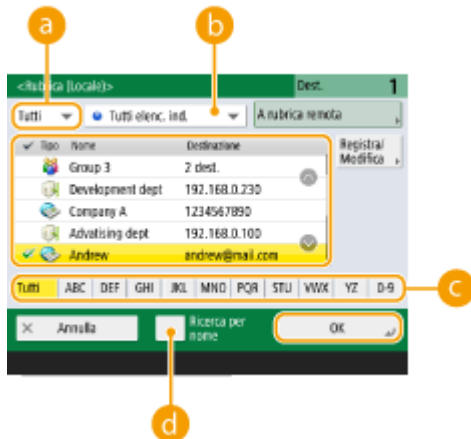 a
b
<Rubrica (Locale)> Dest. 1
Tutti Tutti elenc. ind. A rubrica remota
Tipo Nome Destinazione Registra/
Modifica
Group 3 2 dest.
Development dept 192.168.0.230
Company A 1234567890
Advatising dept 192.168.0.100
Andrew andrew@mail.com
Tutti ABC DEF GHI JKL MNO PQR STU VWX YZ 0-9
c
Annulla Ricerca per
nome OK
d